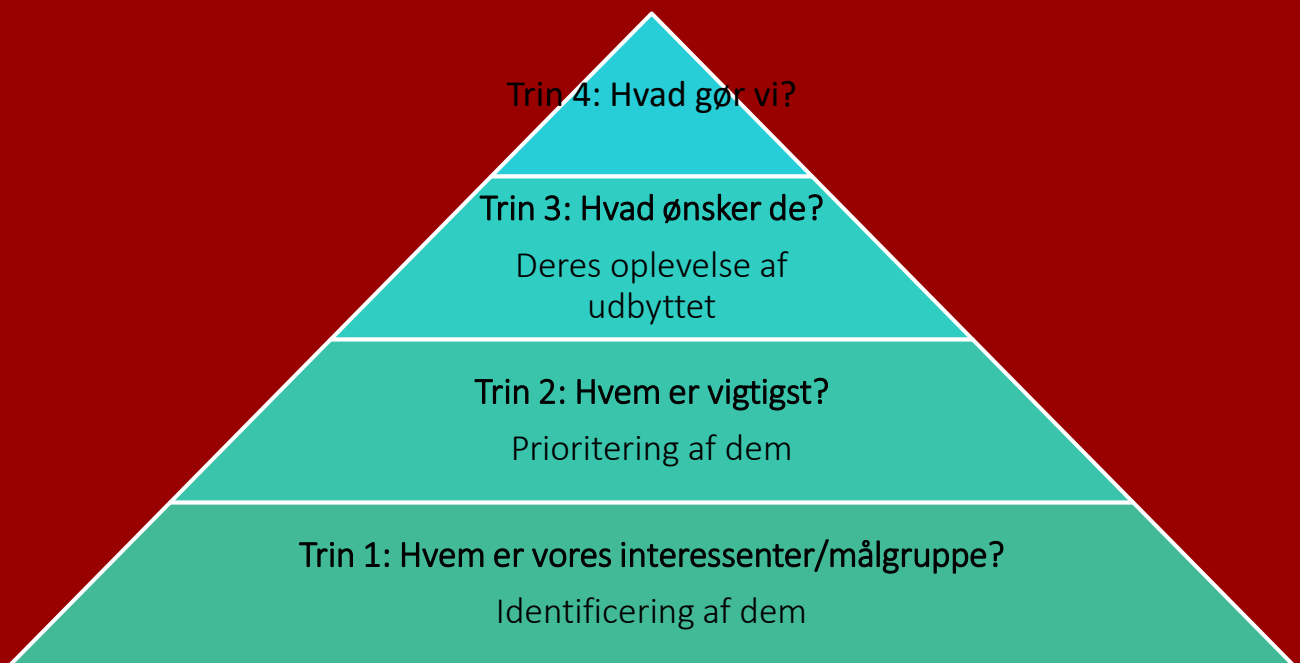 Trin 4: Hvad gør vi?
Trin 3: Hvad ønsker de?
Deres oplevelse af
udbyttet
Trin 2: Hvem er vigtigst?
Prioritering af dem
Trin 1: Hvem er vores interessenter/målgruppe?
Identificering af dem